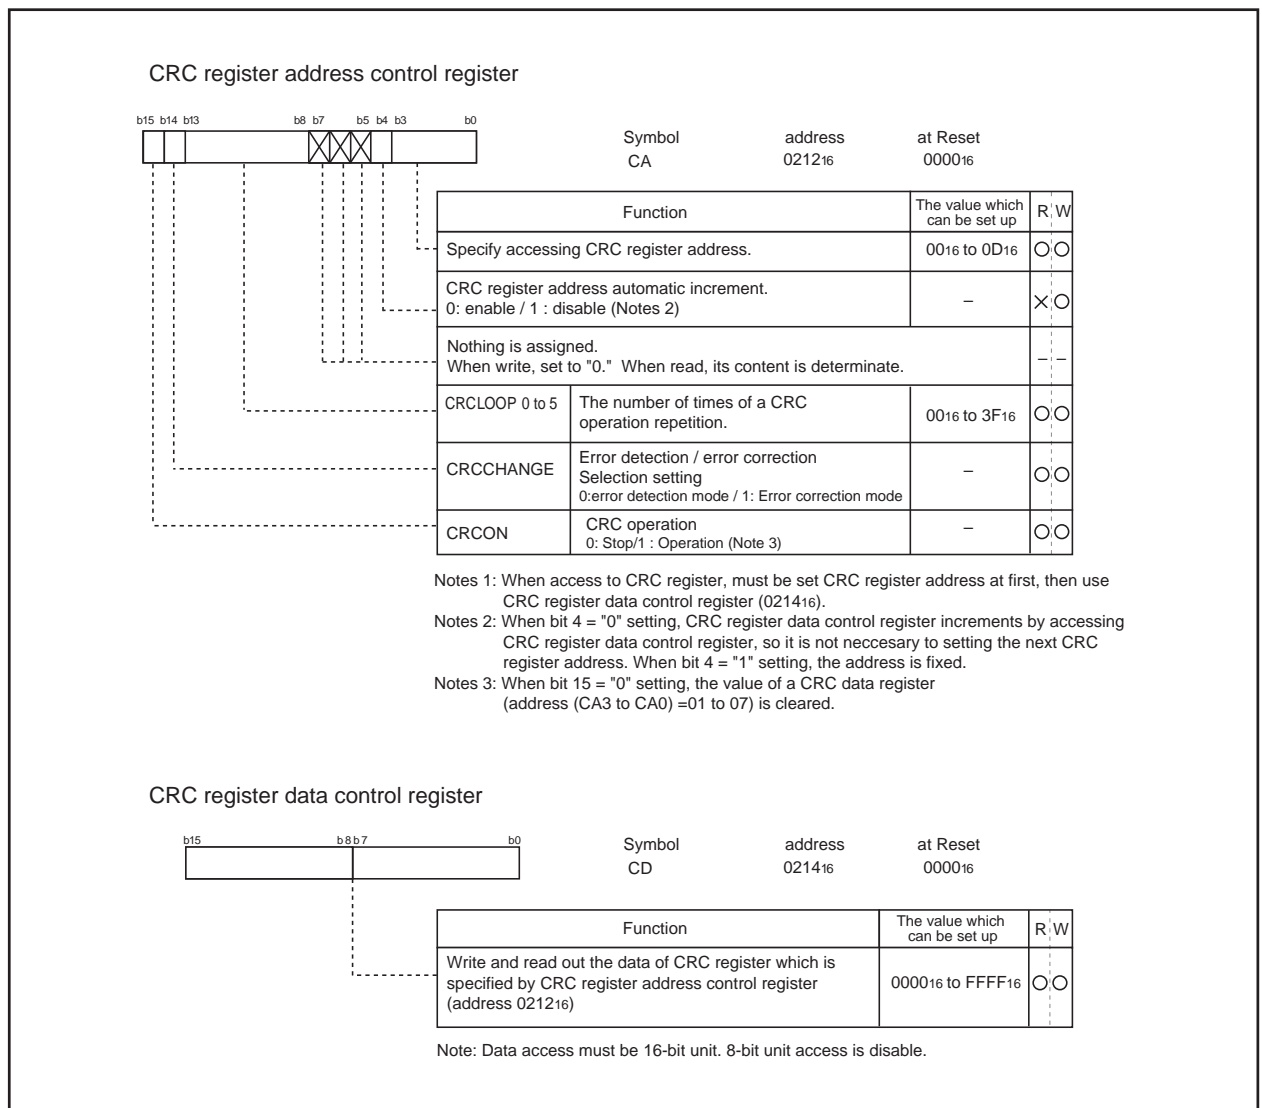 CRC register address control register
b15 b14 b13 b8 b7 b5 b4 b3 b0
Symbol address at Reset
CA 021216 000016
Function The value which can be set up R W
Specify accessing CRC register address. 0016 to 0D16
CRC register address automatic increment.
0: enable / 1 : disable (Notes 2) –
Nothing is assigned.
When write, set to "0." When read, its content is determinate. – –
CRCLOOP 0 to 5 The number of times of a CRC
operation repetition. 0016 to 3F16
CRCCHANGE Error detection / error correction
Selection setting –
0:error detection mode / 1: Error correction mode
CRCON CRC operation –
0: Stop/1 : Operation (Note 3)
Notes 1: When access to CRC register, must be set CRC register address at first, then use
CRC register data control register (021416).
Notes 2: When bit 4 = "0" setting, CRC register data control register increments by accessing
CRC register data control register, so it is not neccesary to setting the next CRC
register address. When bit 4 = "1" setting, the address is fixed.
Notes 3: When bit 15 = "0" setting, the value of a CRC data register
(address (CA3 to CA0) =01 to 07) is cleared.
CRC register data control register
b15 b8 b7 b0
Symbol address at Reset
CD 021416 000016
Function The value which can be set up R W
Write and read out the data of CRC register which is
specified by CRC register address control register 000016 to FFFF16
(address 021216)
Note: Data access must be 16-bit unit. 8-bit unit access is disable.